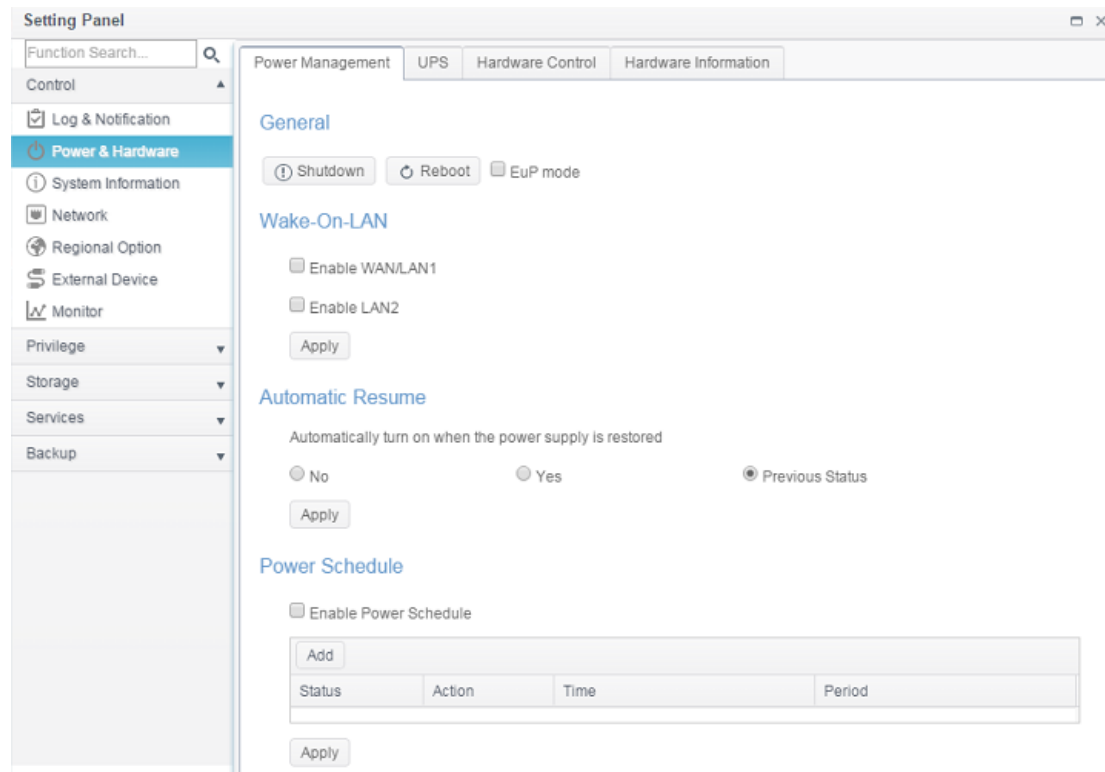 Setting Panel
Function Search...
Control
Log & Notification
Power & Hardware
System Information
Network
Regional Option
External Device
Monitor
Privilege
Storage
Services
Backup
Power Management UPS Hardware Control Hardware Information
General
Shutdown Reboot EuP mode
Wake-On-LAN
Enable WAN/LAN1
Enable LAN2
Apply
Automatic Resume
Automatically turn on when the power supply is restored
No Yes Previous Status
Apply
Power Schedule
Enable Power Schedule
Add
Status Action Time Period
Apply